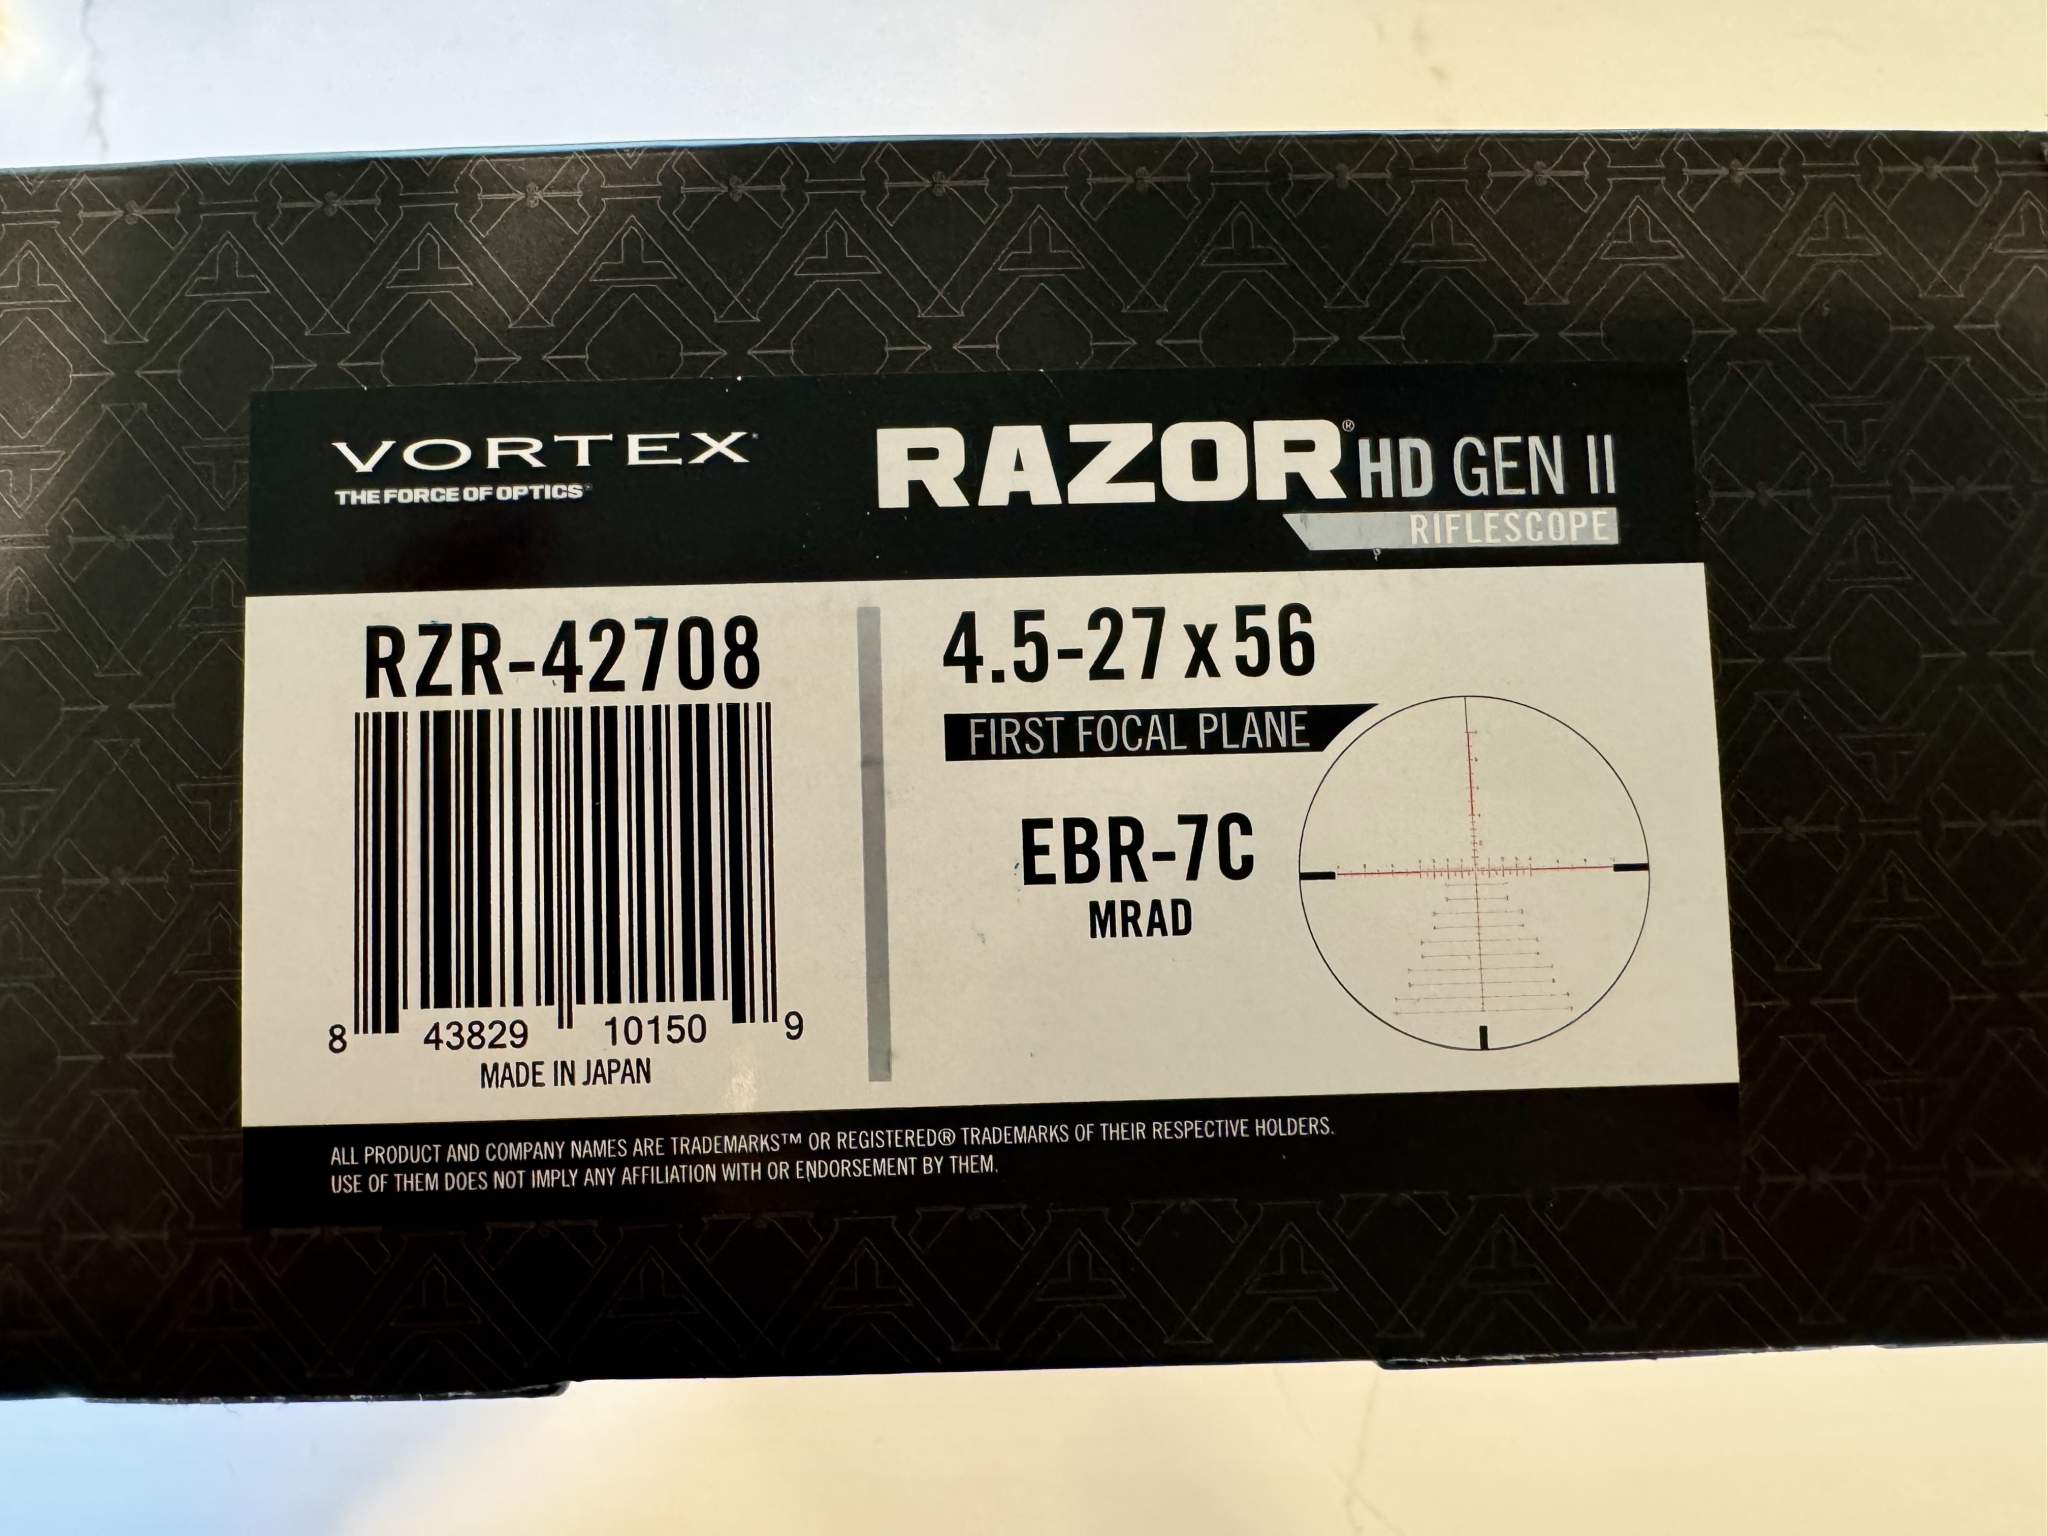 VORTEX®
THE FORCE OF OPTICS®
RAZOR® HD GEN II
RIFLESCOPE
RZR-42708
8 43829 10150 9
MADE IN JAPAN
4.5-27 x 56
FIRST FOCAL PLANE
EBR-7C
MRAD
ALL PRODUCT AND COMPANY NAMES ARE TRADEMARKS™ OR REGISTERED® TRADEMARKS OF THEIR RESPECTIVE HOLDERS.
USE OF THEM DOES NOT IMPLY ANY AFFILIATION WITH OR ENDORSEMENT BY THEM.